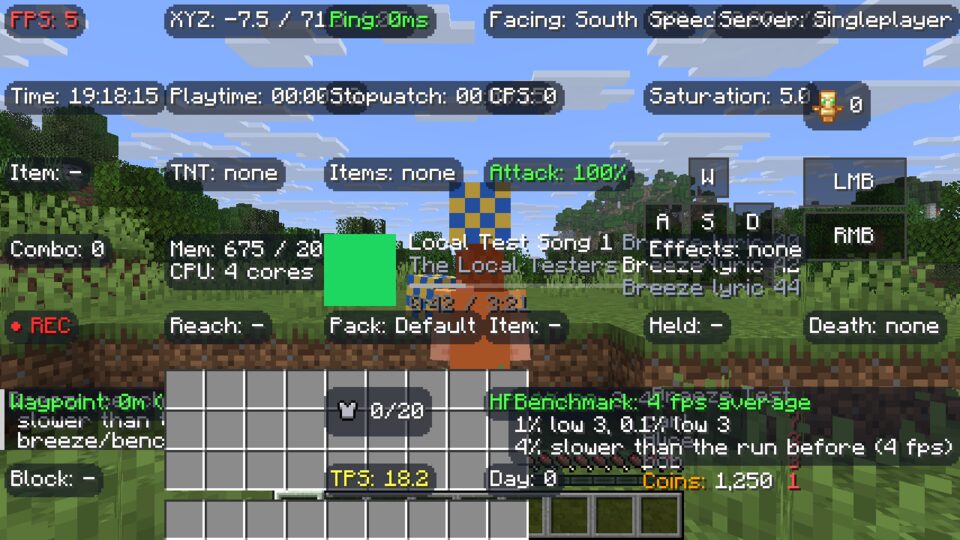 FPS: 5
XYZ: -7.5 / 71
Ping: 0ms
Facing: South
Speed
Server: Singleplayer
Time: 19:18:15
Playtime: 00:00
Stopwatch: 00
CPS: 0
Saturation: 5.0
0
Item: -
TNT: none
Items: none
Attack: 100%
W
LMB
A S D
RMB
Combo: 0
Mem: 675 / 20
CPU: 4 cores
Local Test Song 1
The Local Testers
3:21
Effects: none
Breeze lyric 42
Breeze lyric 44
REC
Reach: -
Pack: Default
Item: -
Held: -
Death: none
Waypoint: 0m
slower than
breeze/benc
0/20
Breeze Test
Benchmark: 4 fps average
1% low 3, 0.1% low 3
4% slower than the run before (4 fps)
Block: -
TPS: 18.2
Day: 0
Coins: 1,250
1